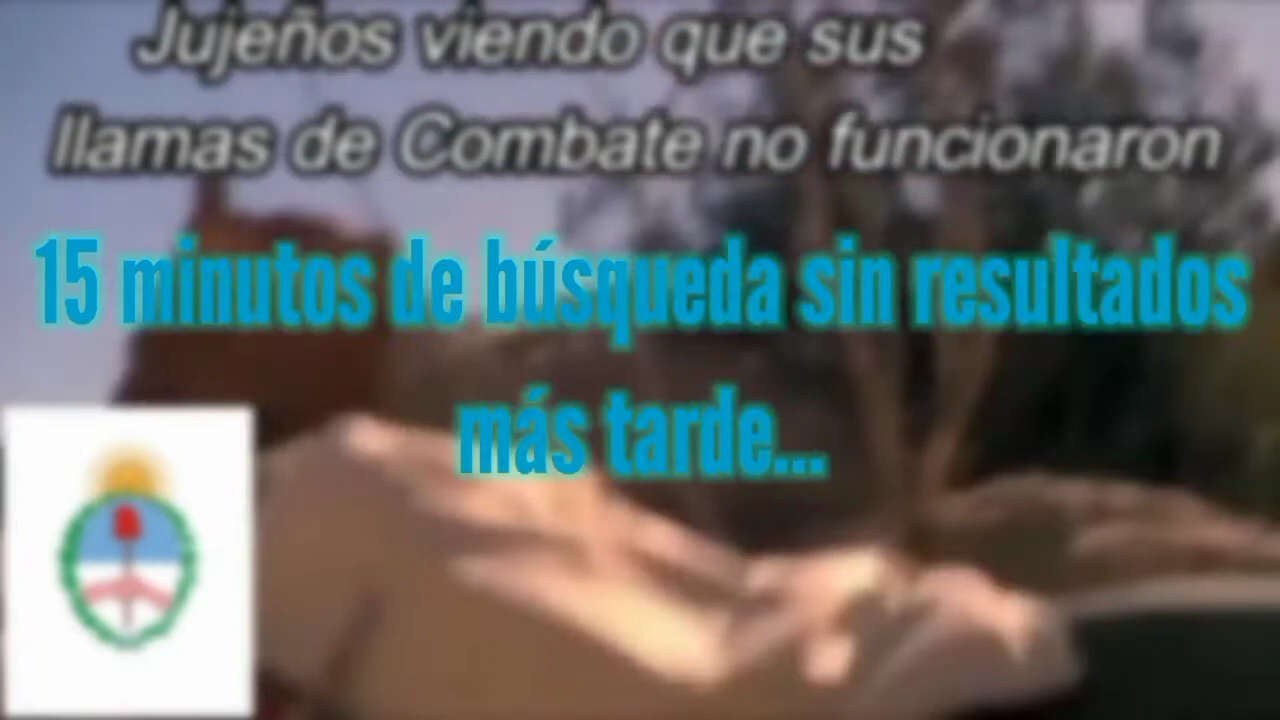 Jujeños viendo que sus
llamas de Combate no funcionaron
15 minutos de búsqueda sin resultados
más tarde...